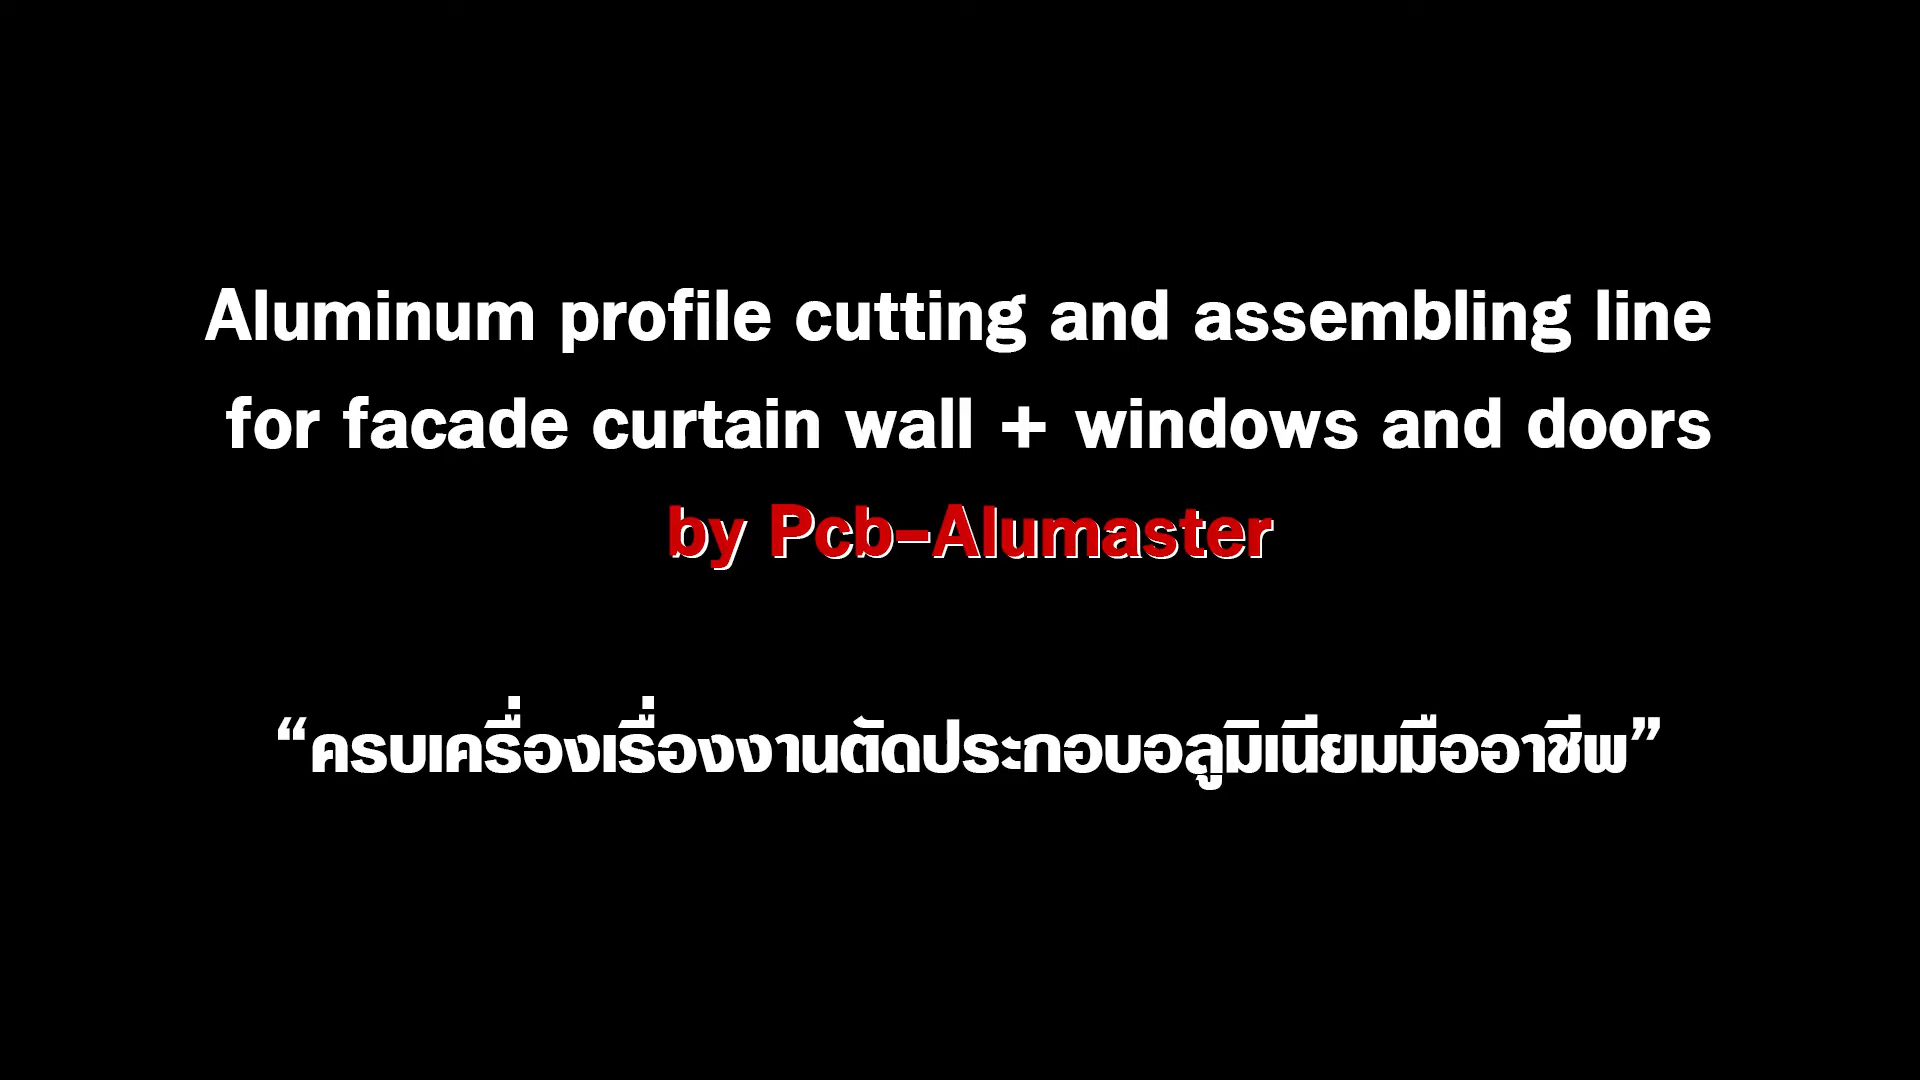 Aluminum profile cutting and assembling line
for facade curtain wall + windows and doors
by Pcb-Alumaster
“ครบเครื่องเรื่องงานตัดประกอบอลูมิเนียมมืออาชีพ”